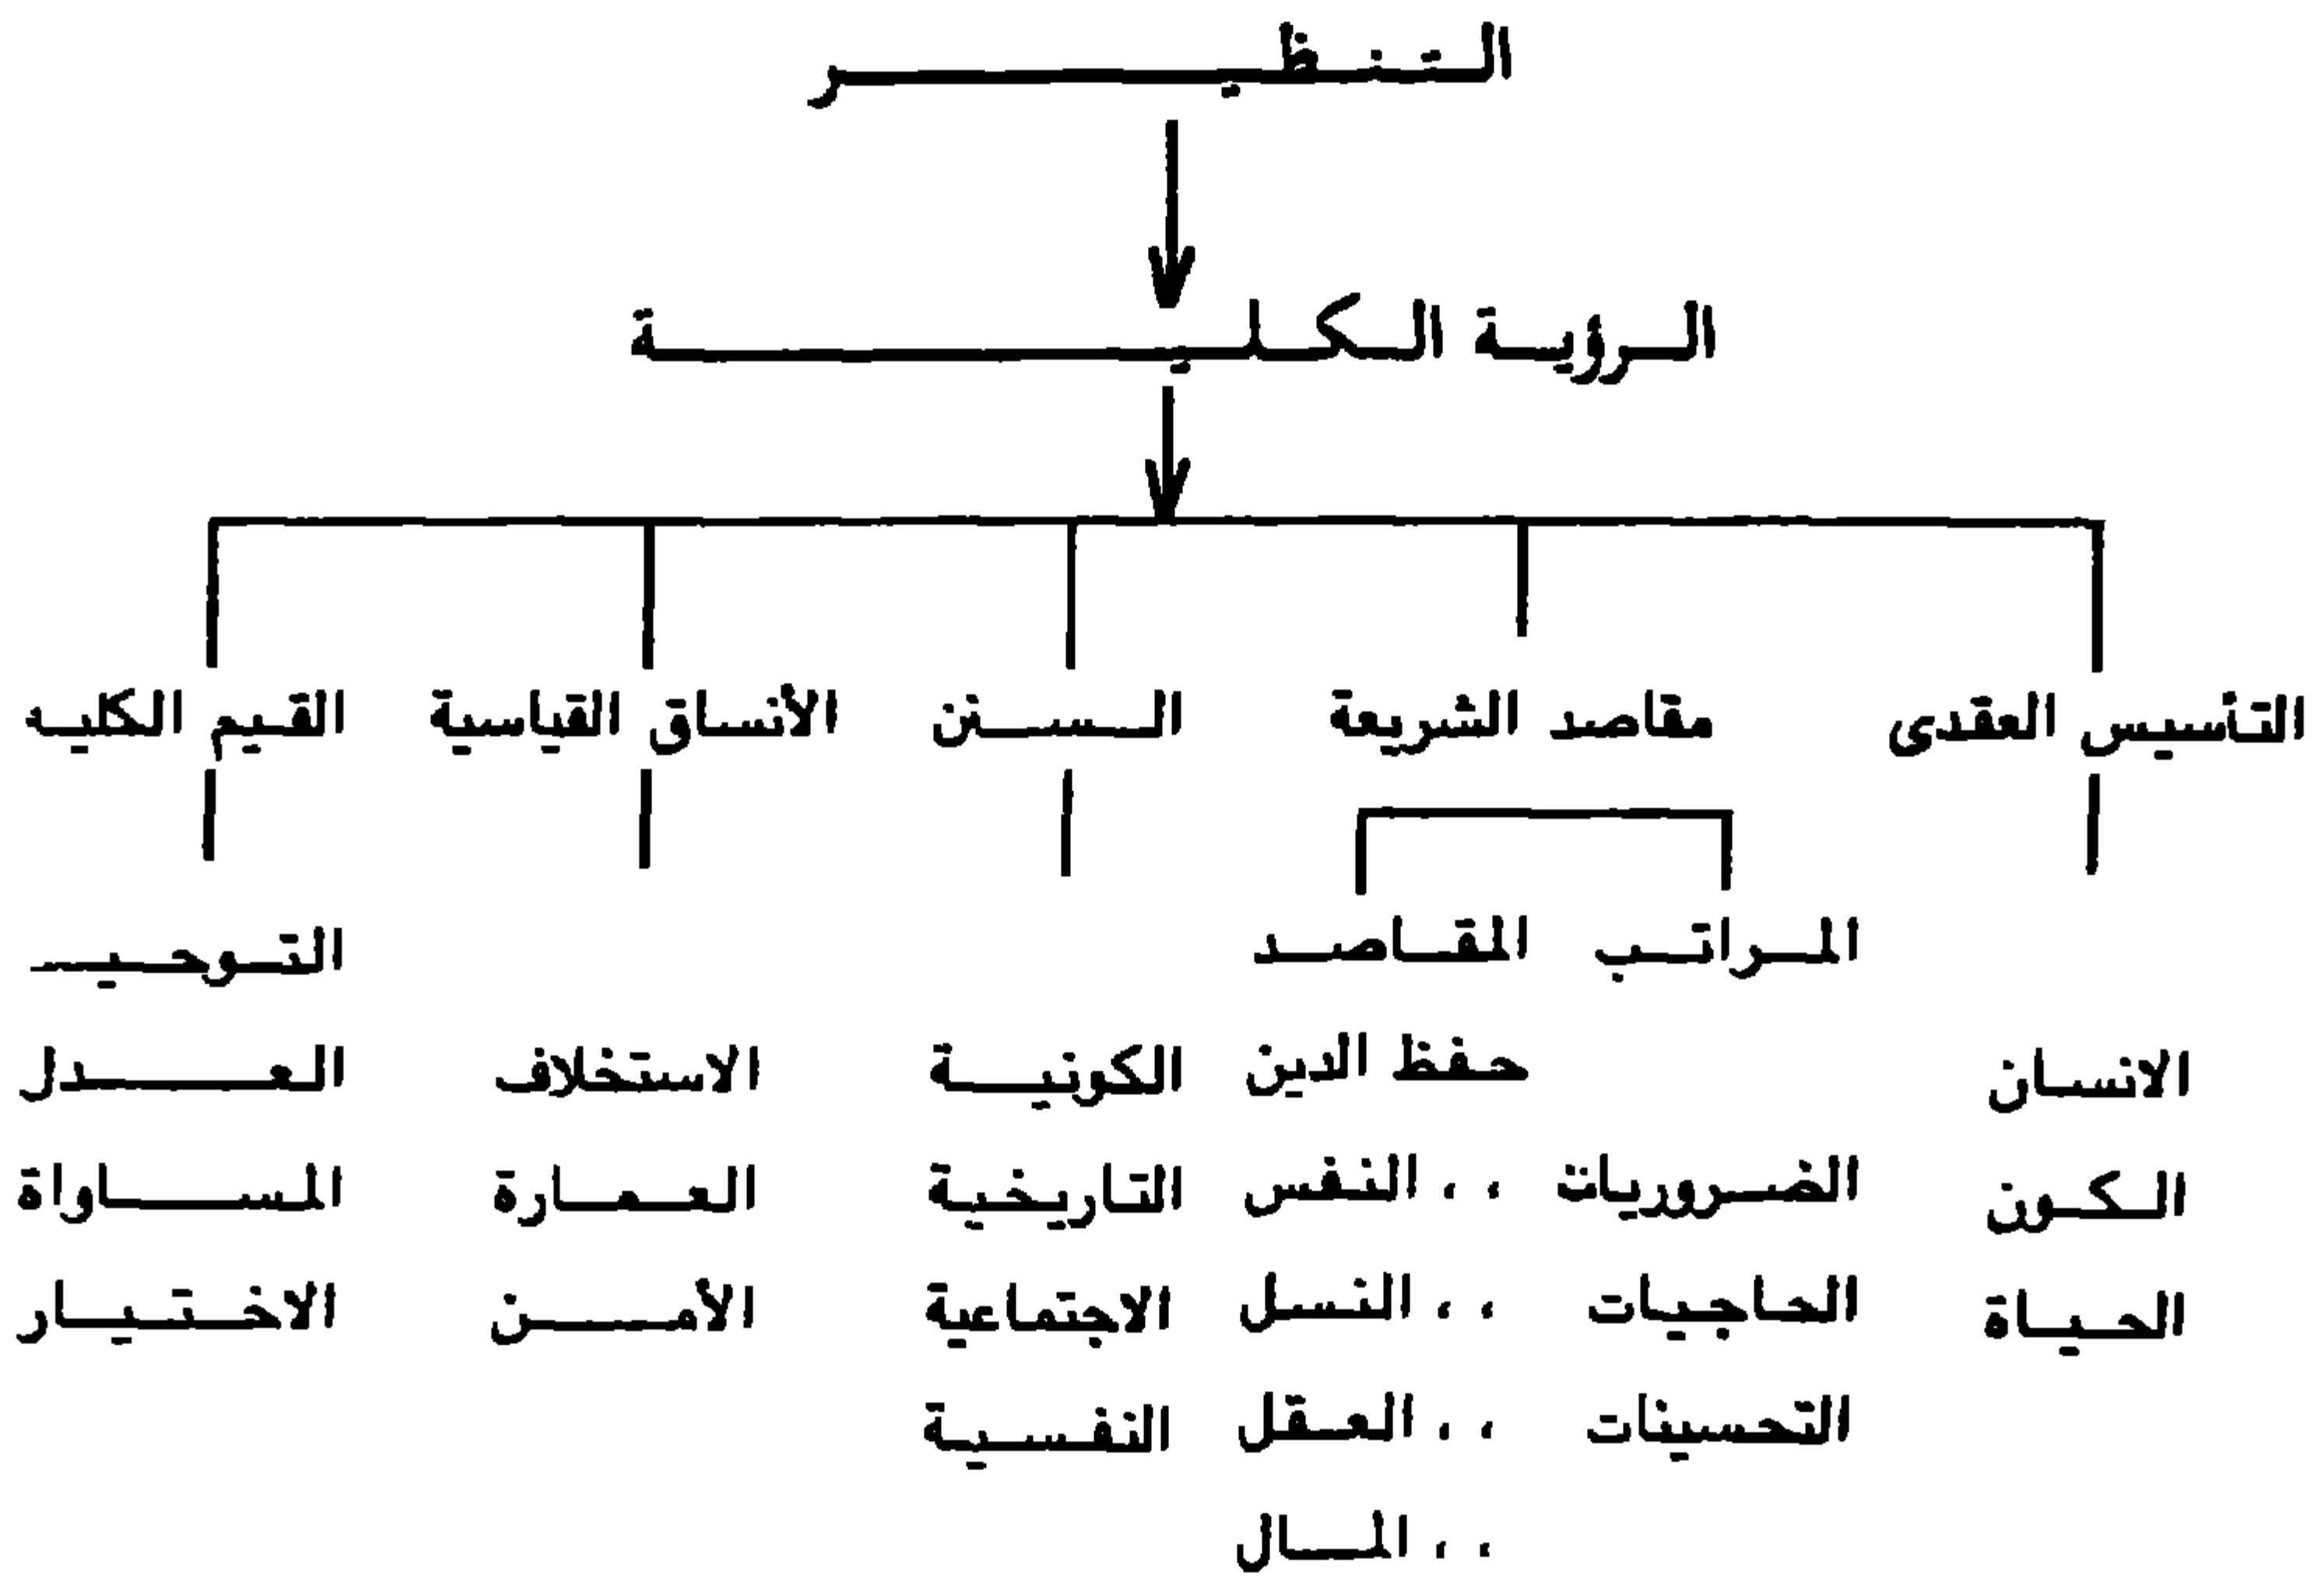 التنظير
الرؤية الكلية
التأسيس العقدى مقاصد الشريعة السنن الأنساق القياسية القيم الكليه
المراتب المقاصد التوحيد
الانسان حفظ الدين الكونية الاستخلاف العدل
الكون الضروريات ، ، النفس التاريخية العمارة المساواة
الحياة الحاجيات ، ، النسل الاجتماعية الأمن الاختيار
التحسينات ، ، العقل النفسية
، ، المال